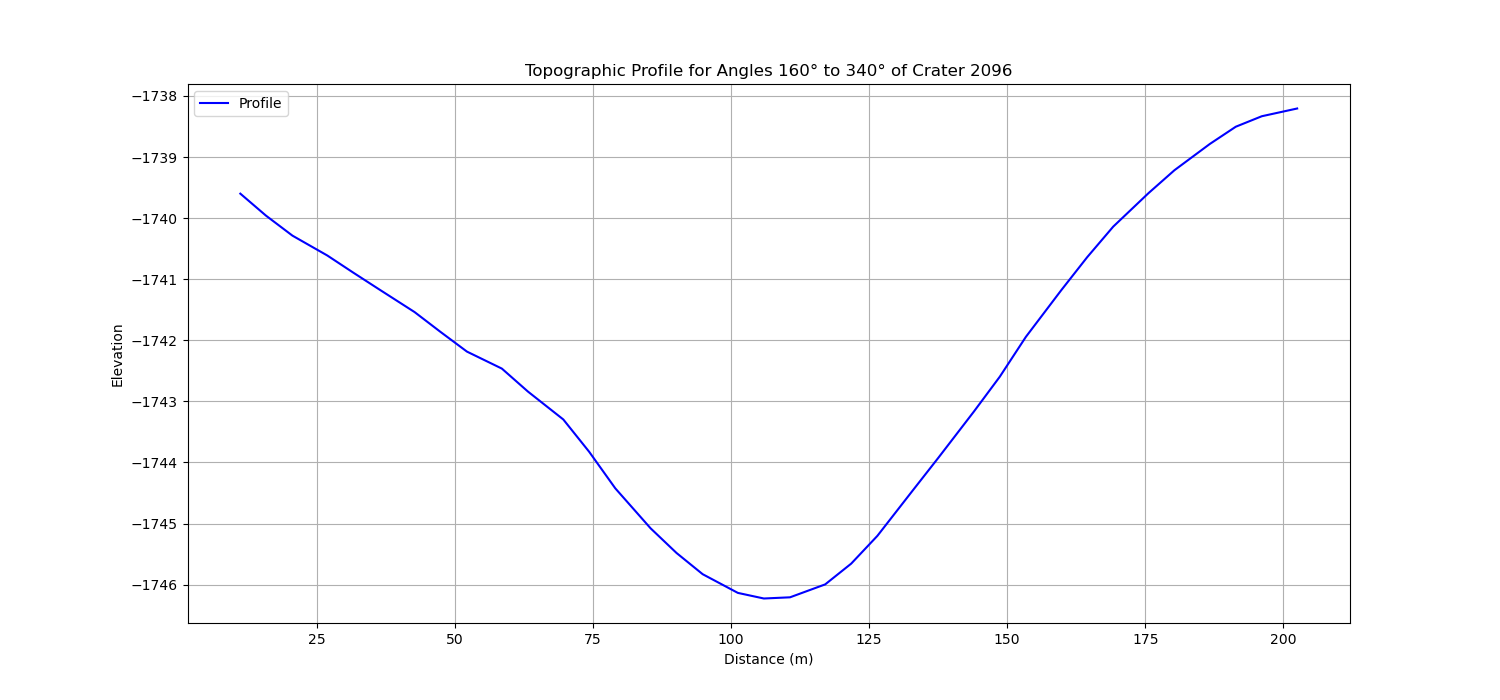 Topographic Profile for Angles 160° to 340° of Crater 2096
Profile
−1738
−1739
−1740
−1741
−1742
−1743
−1744
−1745
−1746
Elevation
25 50 75 100 125 150 175 200
Distance (m)